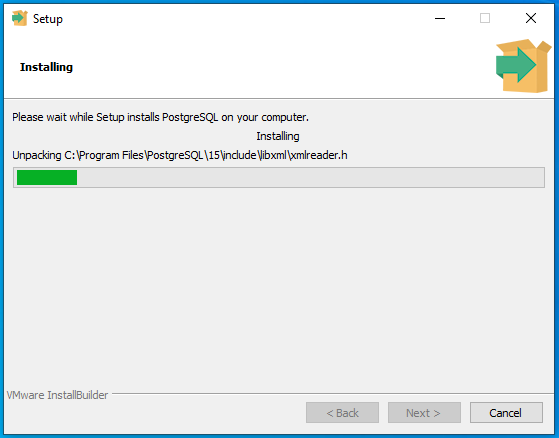 Setup
Installing
Please wait while Setup installs PostgreSQL on your computer.
Installing
Unpacking C:\Program Files\PostgreSQL\15\include\libxml\xmlreader.h
VMware InstallBuilder
< Back
Next >
Cancel